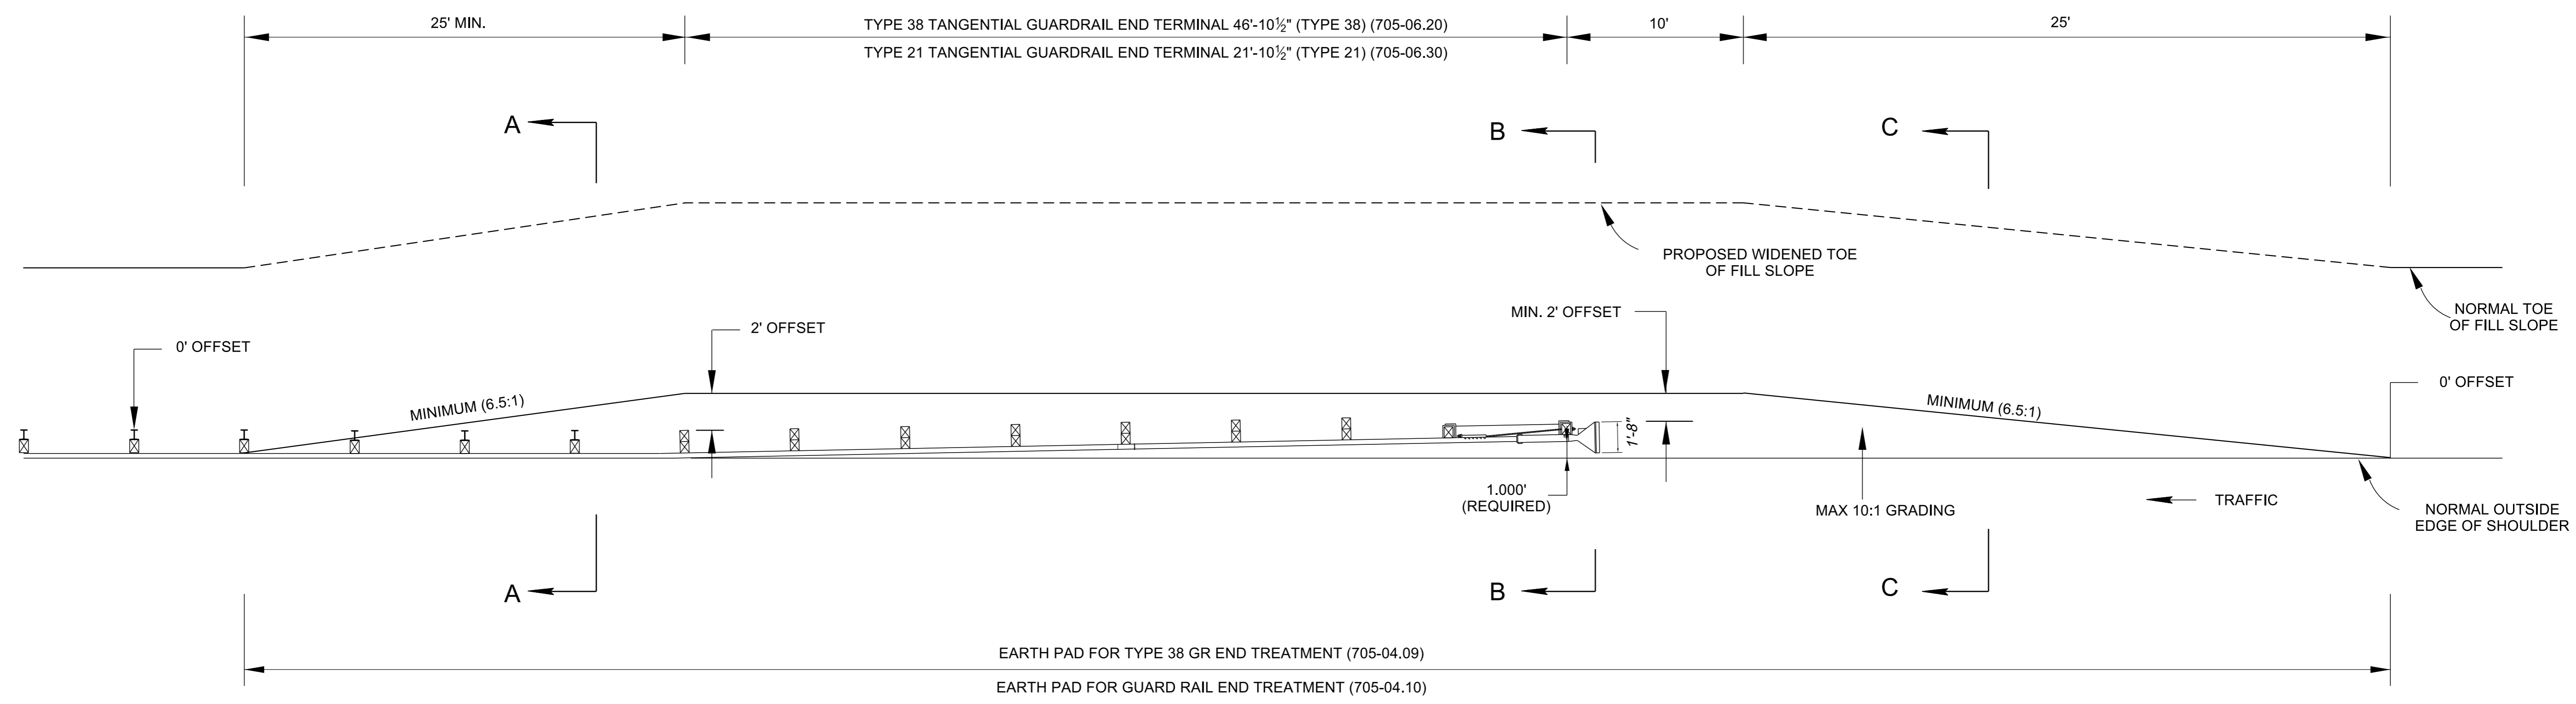 25' MIN.
TYPE 38 TANGENTIAL GUARDRAIL END TERMINAL 46'-10½" (TYPE 38) (705-06.20)
10'
25'
TYPE 21 TANGENTIAL GUARDRAIL END TERMINAL 21'-10½" (TYPE 21) (705-06.30)
A
B
C
PROPOSED WIDENED TOE
OF FILL SLOPE
NORMAL TOE
OF FILL SLOPE
0' OFFSET
2' OFFSET
MIN. 2' OFFSET
0' OFFSET
MINIMUM (6.5:1)
MINIMUM (6.5:1)
1'-8"
1.000'
(REQUIRED)
MAX 10:1 GRADING
TRAFFIC
NORMAL OUTSIDE
EDGE OF SHOULDER
A
B
C
EARTH PAD FOR TYPE 38 GR END TREATMENT (705-04.09)
EARTH PAD FOR GUARD RAIL END TREATMENT (705-04.10)